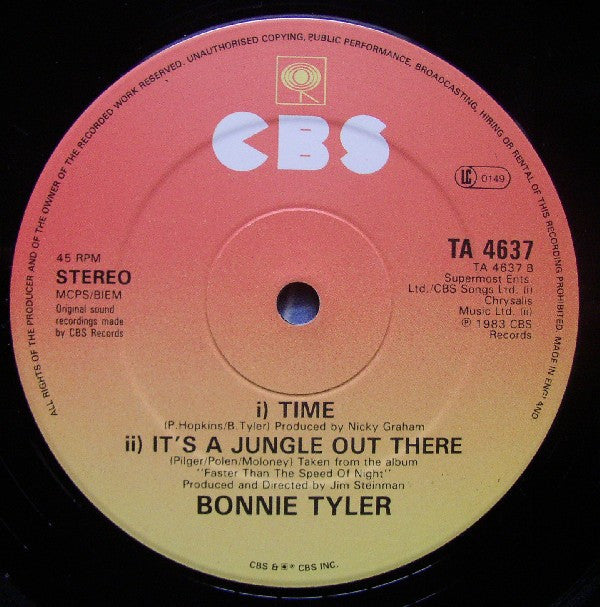 ALL RIGHTS OF THE PRODUCER AND OF THE OWNER OF THE RECORDED WORK RESERVED. UNAUTHORISED COPYING, PUBLIC PERFORMANCE, BROADCASTING, HIRING OR RENTAL OF THIS RECORDING PROHIBITED. MADE IN ENGLAND
CBS
LC 0149
45 RPM
STEREO
MCPS/BIEM
Original sound
recordings made
by CBS Records
TA 4637
TA 4637 B
Supermost Ents.
Ltd./CBS Songs Ltd. (i)
Chrysalis
Music Ltd. (ii)
℗ 1983 CBS
Records
i) TIME
(P.Hopkins/B.Tyler) Produced by Nicky Graham
ii) IT'S A JUNGLE OUT THERE
(Pilger/Polen/Moloney) Taken from the album
''Faster Than The Speed Of Night''
Produced and Directed by Jim Steinman
BONNIE TYLER
CBS & ® CBS INC.